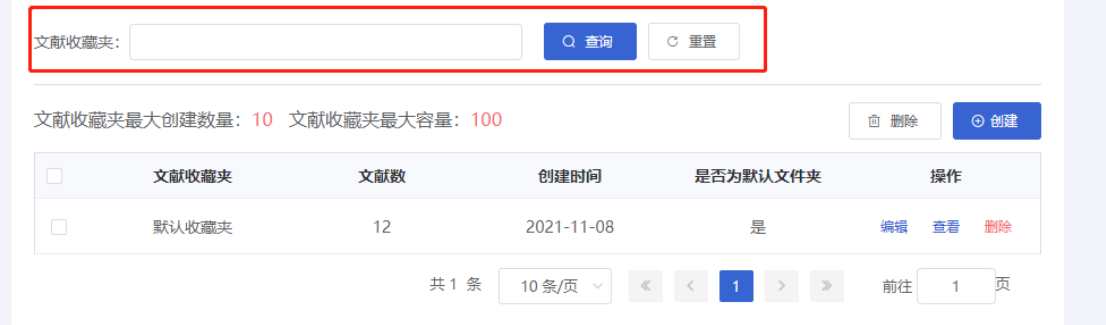 文献收藏夹： 查询 重置
文献收藏夹最大创建数量：10 文献收藏夹最大容量：100 删除 创建
文献收藏夹 文献数 创建时间 是否为默认文件夹 操作
默认收藏夹 12 2021-11-08 是 编辑 查看 删除
共 1 条 10 条/页 1 前往 1 页